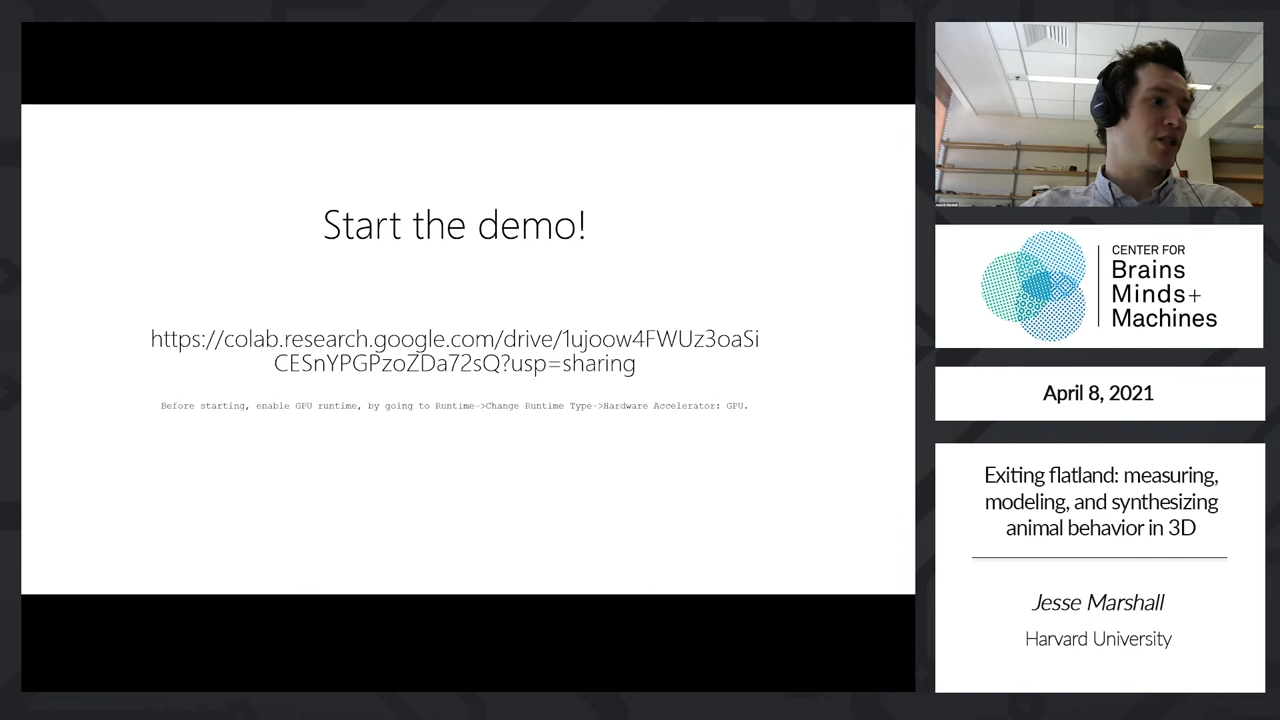 Start the demo!
https://colab.research.google.com/drive/1ujoow4FWUz3oaSi
CESnYPGPzoZDa72sQ?usp=sharing
Before starting, enable GPU runtime, by going to Runtime->Change Runtime Type->Hardware Accelerator: GPU.
CENTER FOR
Brains
Minds+
Machines
April 8, 2021
Exiting flatland: measuring,
modeling, and synthesizing
animal behavior in 3D
Jesse Marshall
Harvard University